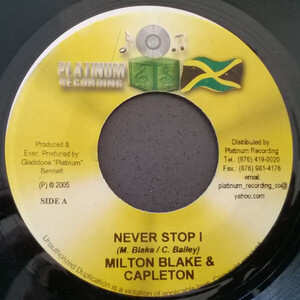 PLATINUM
RECORDING
Produced &
Exec. Produced by
Gladstone "Platinum"
Bennett
(P) © 2005
SIDE A
Distributed by
Platinum Recording
Tel: (876) 419-0020
Fax.: (876) 981-4176
email:
platinum_recording_co@
yahoo.com
NEVER STOP I
(M. Blake / C. Bailey)
MILTON BLAKE &
CAPLETON
Unauthorized Duplication is a violation of applicable